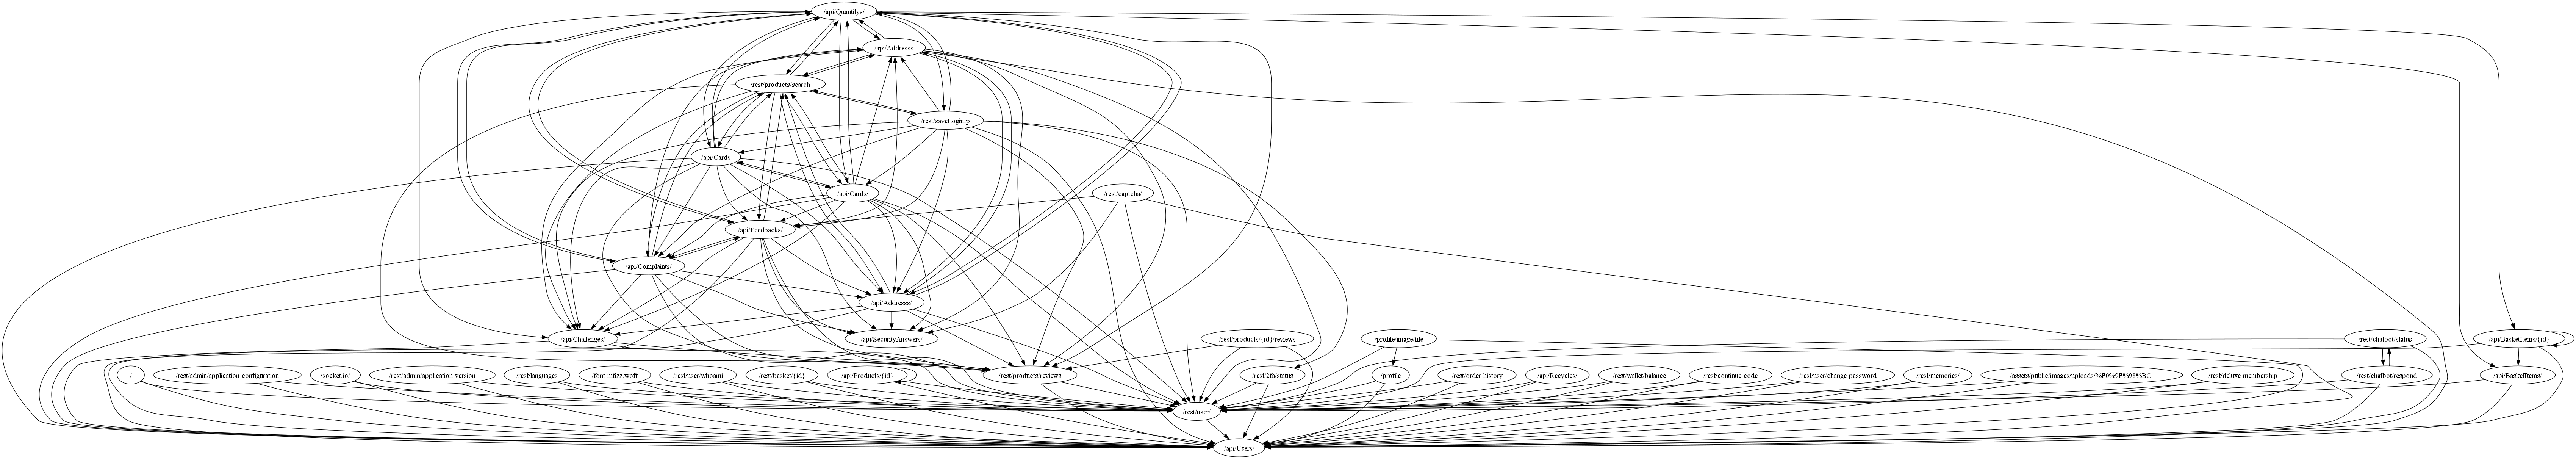 /api/Quantitys/
/api/Addresss
/rest/products/search
/rest/saveLoginIp
/api/Cards
/api/Cards/
/rest/captcha/
/api/Feedbacks/
/api/Complaints/
/api/Addresss/
/api/Challenges/
/api/SecurityAnswers/
/rest/products/{id}/reviews
/profile/image/file
/rest/chatbot/status
/api/BasketItems/{id}
/
/rest/admin/application-configuration
/socket.io/
/rest/admin/application-version
/rest/languages
/font-mfizz.woff
/rest/user/whoami
/rest/basket/{id}
/api/Products/{id}
/rest/products/reviews
/rest/2fa/status
/profile
/rest/order-history
/api/Recycles/
/rest/wallet/balance
/rest/continue-code
/rest/user/change-password
/rest/memories/
/assets/public/images/uploads/%F0%9F%98%BC-
/rest/deluxe-membership
/rest/chatbot/respond
/api/BasketItems/
/rest/user/
/api/Users/